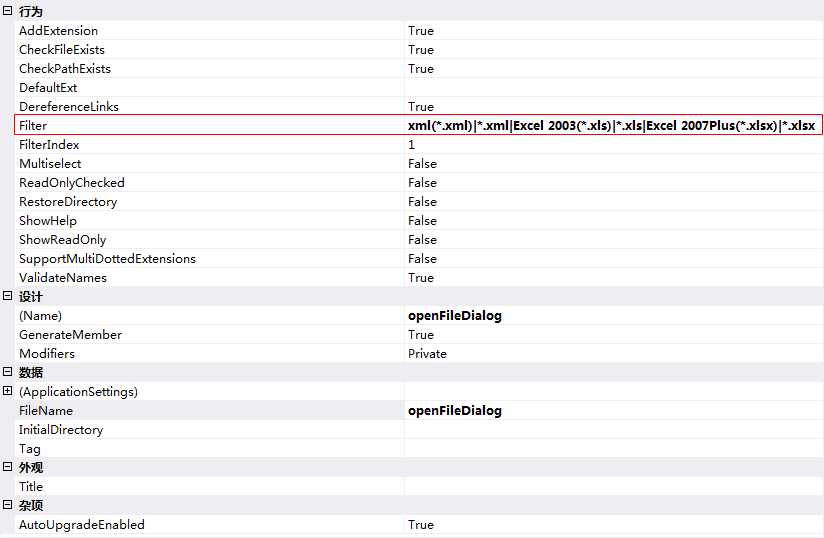 行为
AddExtension True
CheckFileExists True
CheckPathExists True
DefaultExt
DereferenceLinks True
Filter xml(*.xml)|*.xml|Excel 2003(*.xls)|*.xls|Excel 2007Plus(*.xlsx)|*.xlsx
FilterIndex 1
Multiselect False
ReadOnlyChecked False
RestoreDirectory False
ShowHelp False
ShowReadOnly False
SupportMultiDottedExtensions False
ValidateNames True
设计
(Name) openFileDialog
GenerateMember True
Modifiers Private
数据
(ApplicationSettings)
FileName openFileDialog
InitialDirectory
Tag
外观
Title
杂项
AutoUpgradeEnabled True